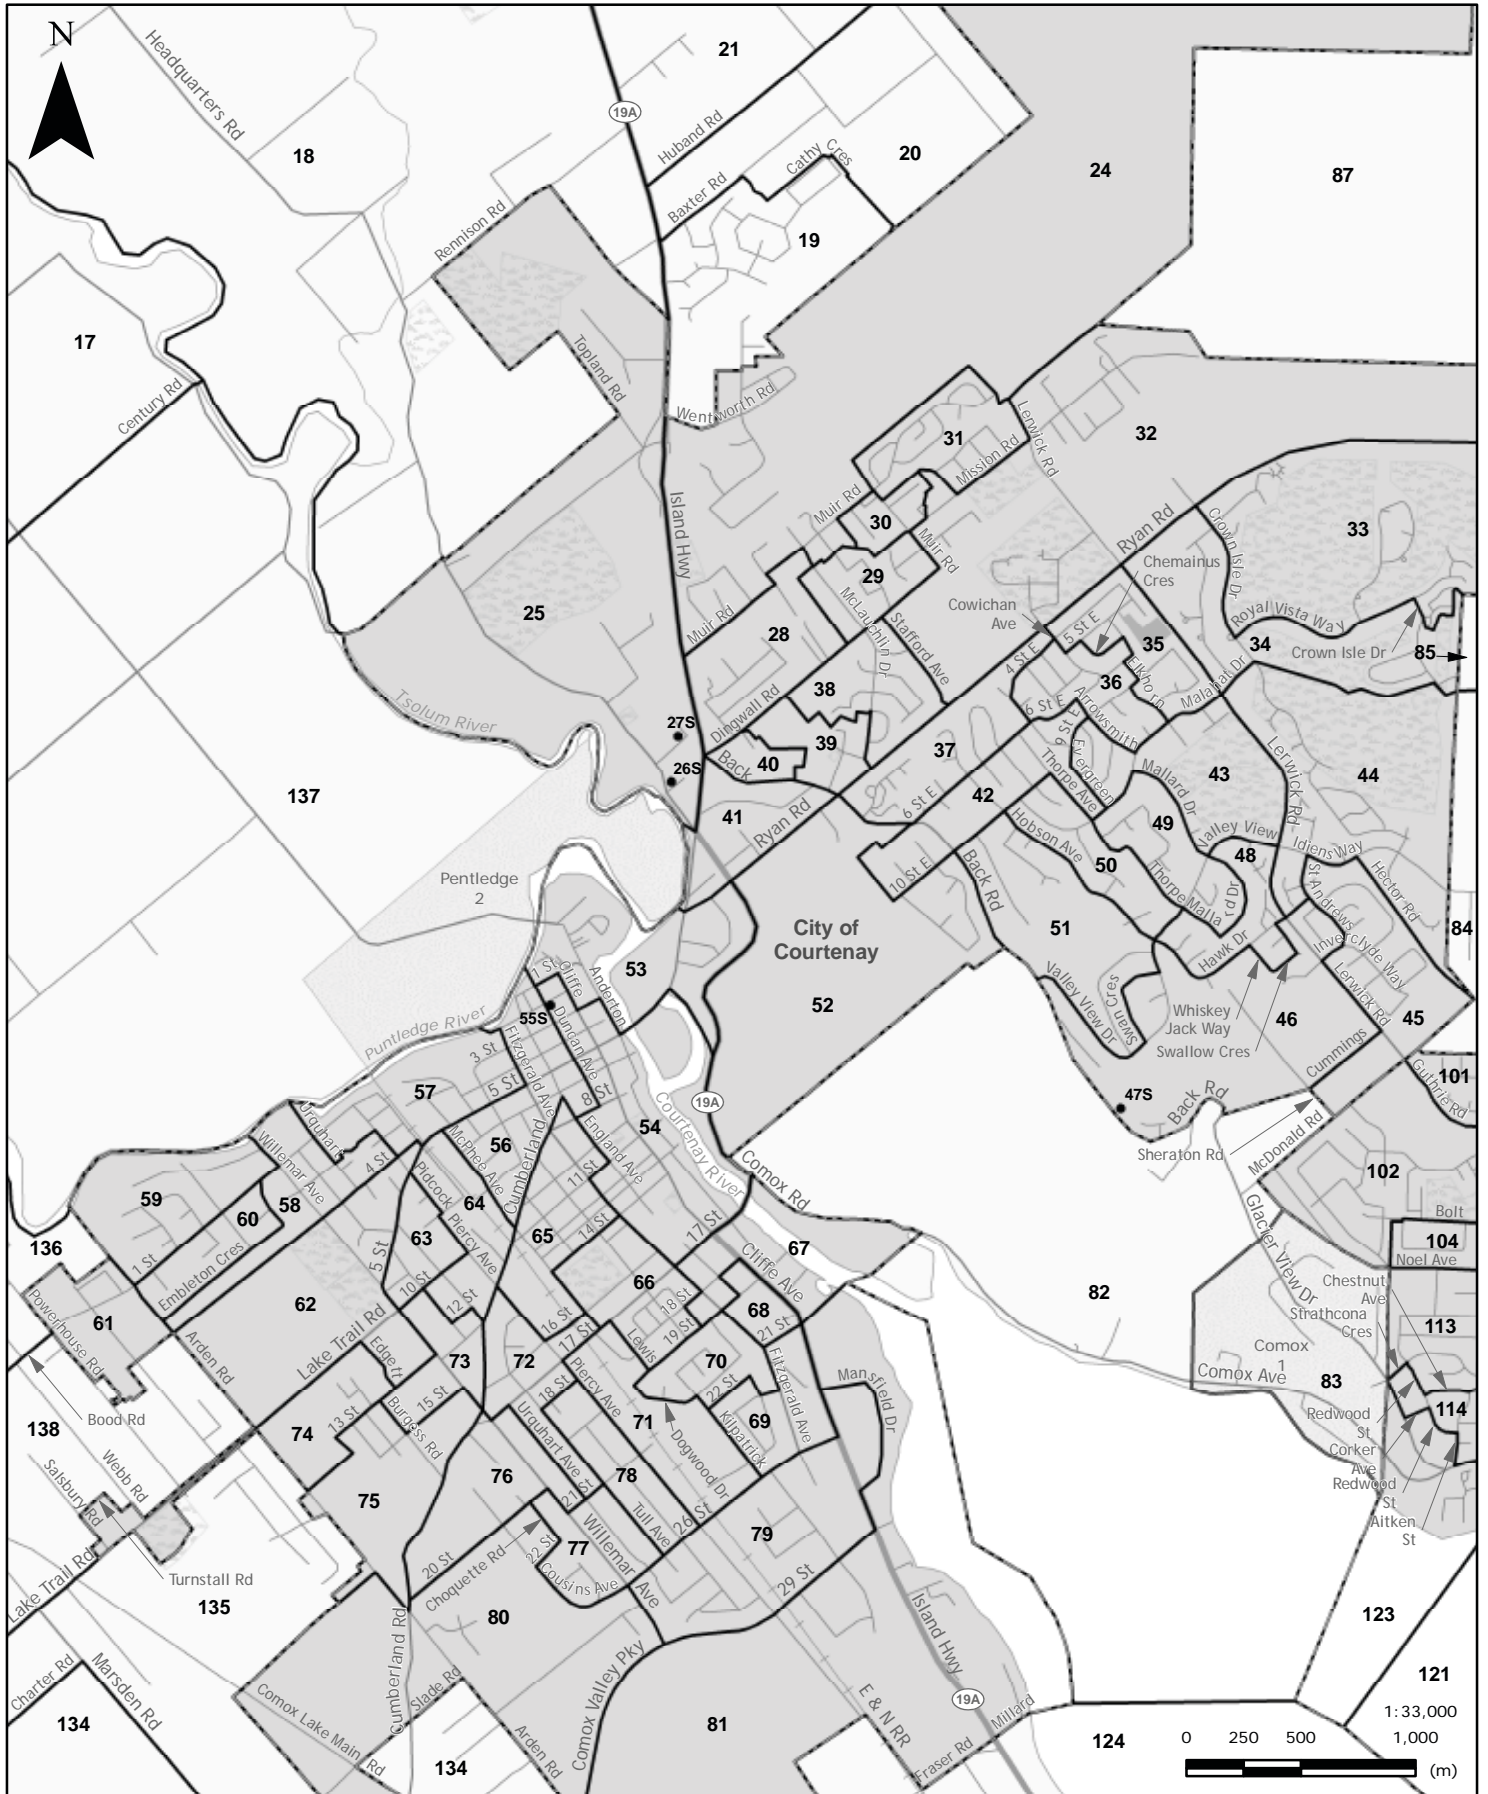 N
Headquarters Rd
21
19A
Huband Rd
18
Cathy Cres
20
24
87
Baxter Rd
Rennison Rd
19
17
Topland Rd
Century Rd
Wentworth Rd
31
Lerwick Rd
32
Mission Rd
Muir Rd
Island Hwy
30
Ryan Rd
Crown Isle Dr
33
Muir Rd
Chemainus
Cres
29
25
Cowichan
Ave
McLauchlin Dr
Stafford Ave
Muir Rd
28
5 St E
35
Royal Vista Way
34
Crown Isle Dr
85
4 St E
Elkhorn
Malahat Dr
36
38
Tsolum River
27S
Dingwall Rd
6 St E
Arrowsmith
39
37
9 St E
Evergreen
Back
40
26S
Thorpe Ave
Mallard Dr
43
Lerwick Rd
44
137
41
Ryan Rd
6 St E
42
49
Valley View
Hobson Ave
48
Idiens Way
50
Pentledge
2
10 St E
Back Rd
Thorpe
Malla
rd Dr
St Andrews
Hector Rd
City of
Courtenay
51
84
Hawk Dr
Inverclyde Way
53
1 St
Cliffe
Anderton
Valley View Dr
Swan Cres
Lerwick Rd
52
Whiskey
Jack Way
46
45
55S
Puntledge River
Duncan Ave
Swallow Cres
Cummings
3 St
Fitzgerald Ave
5 St
57
8 St
19A
47S
Back Rd
Guthrie Rd
101
Urquhart
Willemar Ave
McPhee Ave
56
Cumberland
54
England Ave
Courtenay River
Sheraton Rd
McDonald Rd
4 St
Pidcock
11 St
Comox Rd
102
59
58
64
60
Piercy Ave
14 St
17 St
Glacier View Dr
Bolt
136
1 St
63
65
67
104
5 St
Cliffe Ave
Noel Ave
Embleton Cres
10 St
66
Chestnut
Ave
Powerhouse Rd
61
62
12 St
18 St
68
82
Strathcona
Cres
113
Lake Trail Rd
16 St
19 St
21 St
17 St
Lewis
Arden Rd
Edgett
73
72
70
Comox
1
Bood Rd
18 St
Piercy Ave
22 St
Fitzgerald Ave
Mansfield Dr
Comox Ave
83
15 St
Burgess Rd
13 St
Urquhart Ave
71
69
Redwood
St
114
138
74
Kilpatrick
Dogwood Dr
Corker
Ave
Webb Rd
Salsbury Rd
76
78
21 St
Redwood
St
75
Tull Ave
26 St
79
Aitken
St
Lake Trail Rd
20 St
Choquette Rd
22 St
77
Willemar Ave
Turnstall Rd
Cousins Ave
29 St
135
80
Island Hwy
123
Cumberland Rd
Marsden Rd
Charter Rd
Comox Valley Pky
121
Slade Rd
Comox Lake Main Rd
134
134
Arden Rd
81
E & N RR
19A
Millard
Fraser Rd
124
1:33,000
0 250 500 1,000
(m)